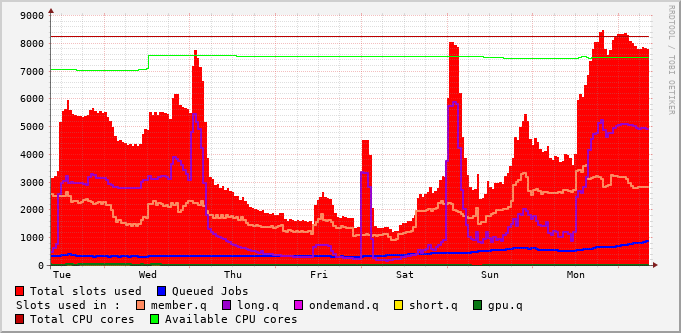 RRDTOOL / TOBI OETIKER
9000
8000
7000
6000
5000
4000
3000
2000
1000
0
Tue Wed Thu Fri Sat Sun Mon
Total slots used Queued Jobs
Slots used in : member.q long.q ondemand.q short.q gpu.q
Total CPU cores Available CPU cores